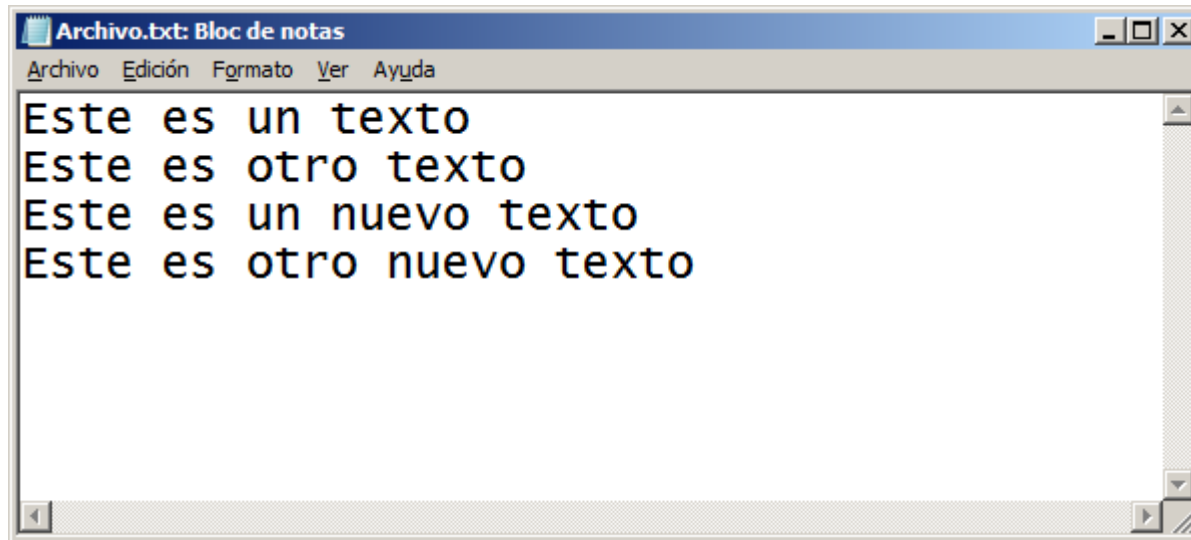 Archivo.txt: Bloc de notas
Archivo Edición Formato Ver Ayuda
Este es un texto
Este es otro texto
Este es un nuevo texto
Este es otro nuevo texto